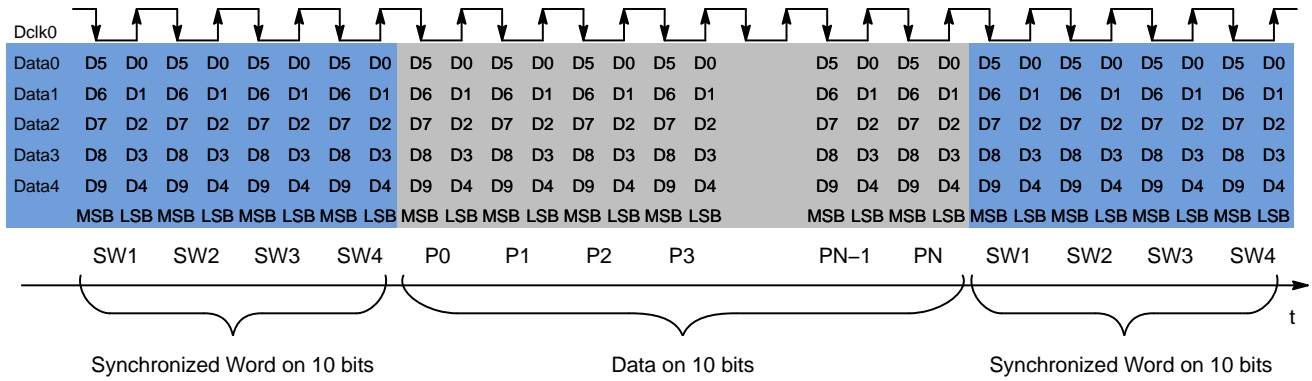 Dclk0
Data0 D5 D0 D5 D0 D5 D0 D5 D0 D5 D0 D5 D0 D5 D0 D5 D0 D5 D0 D5 D0 D5 D0 D5 D0 D5 D0 D5 D0
Data1 D6 D1 D6 D1 D6 D1 D6 D1 D6 D1 D6 D1 D6 D1 D6 D1 D6 D1 D6 D1 D6 D1 D6 D1 D6 D1 D6 D1
Data2 D7 D2 D7 D2 D7 D2 D7 D2 D7 D2 D7 D2 D7 D2 D7 D2 D7 D2 D7 D2 D7 D2 D7 D2 D7 D2 D7 D2
Data3 D8 D3 D8 D3 D8 D3 D8 D3 D8 D3 D8 D3 D8 D3 D8 D3 D8 D3 D8 D3 D8 D3 D8 D3 D8 D3 D8 D3
Data4 D9 D4 D9 D4 D9 D4 D9 D4 D9 D4 D9 D4 D9 D4 D9 D4 D9 D4 D9 D4 D9 D4 D9 D4 D9 D4 D9 D4
MSB LSB MSB LSB MSB LSB MSB LSB MSB LSB MSB LSB MSB LSB MSB LSB MSB LSB MSB LSB MSB LSB MSB LSB MSB LSB MSB LSB
SW1 SW2 SW3 SW4 P0 P1 P2 P3 PN−1 PN SW1 SW2 SW3 SW4
t
Synchronized Word on 10 bits Data on 10 bits Synchronized Word on 10 bits